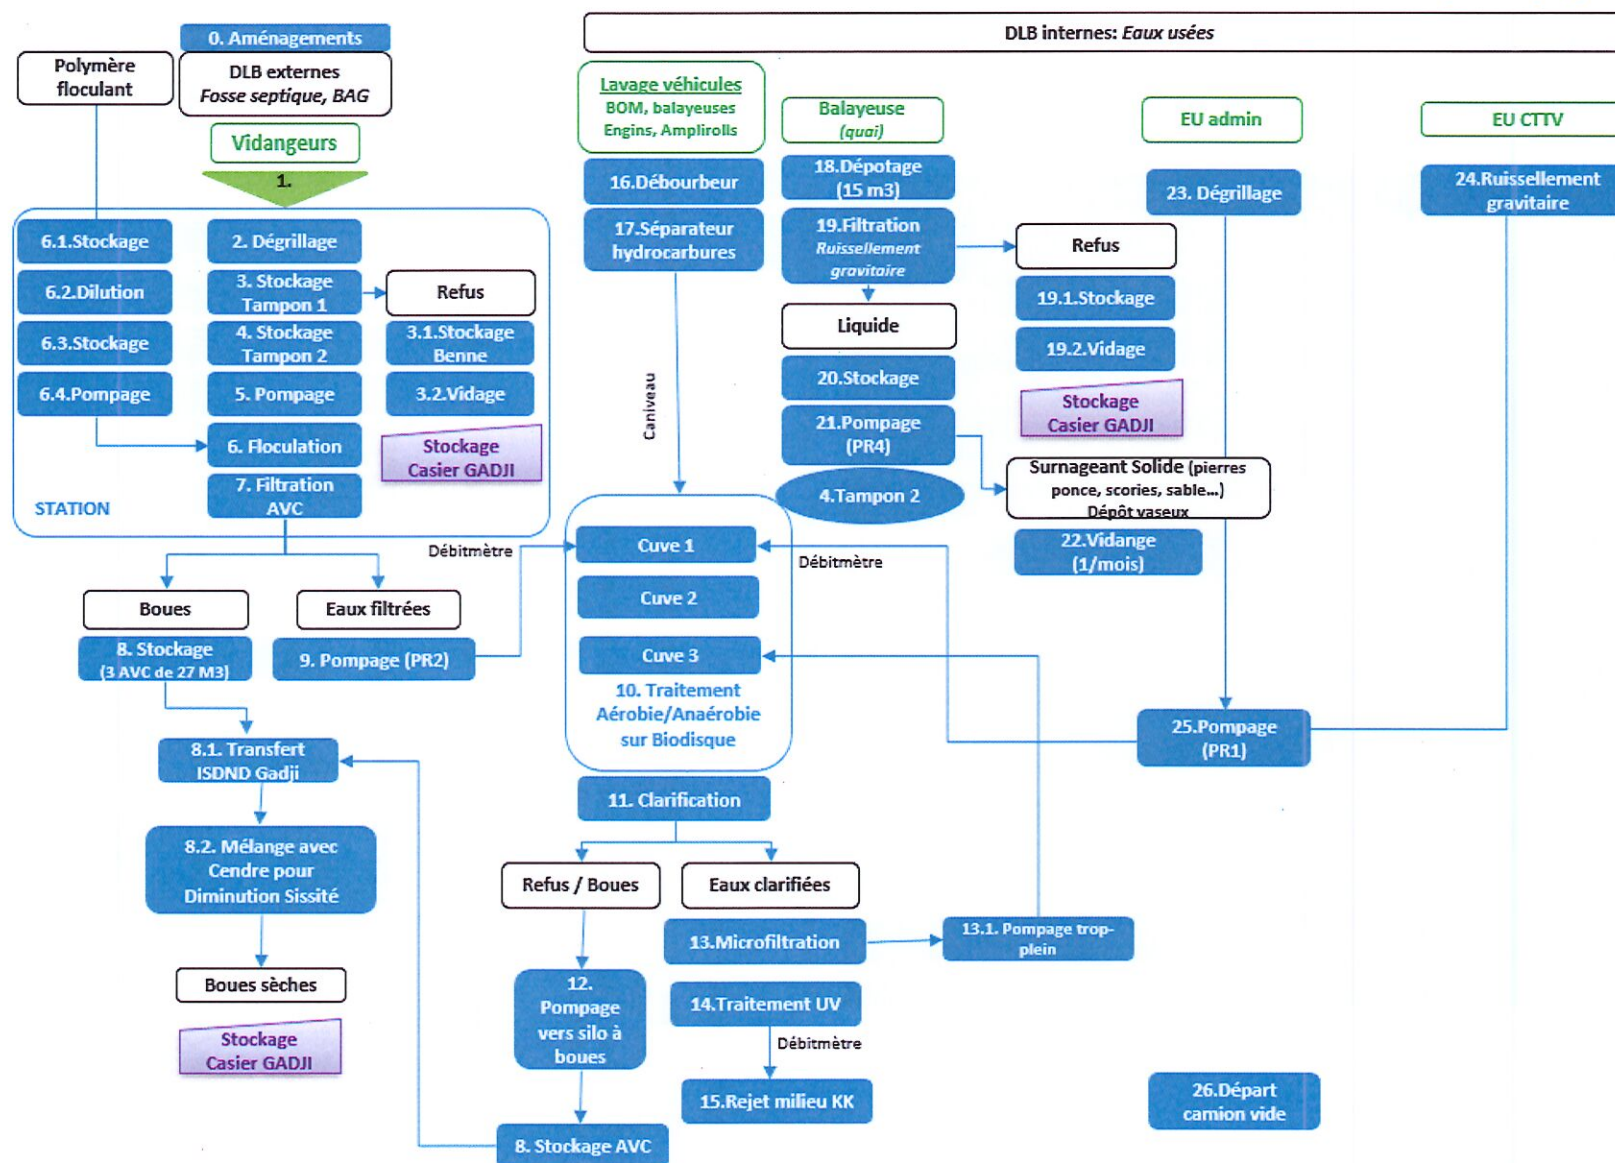 0. Aménagements
DLB internes: Eaux usées
Polymère
floculant
DLB externes
Fosse septique, BAG
Vidangeurs
1.
Lavage véhicules
BOM, balayeuses
Engins, Amplirolls
Balayeuse
(quai)
EU admin
EU CTTV
16.Débourbeur
17.Séparateur
hydrocarbures
18.Dépotage
(15 m3)
19.Filtration
Ruissellement
gravitaire
23. Dégrillage
24.Ruissellement
gravitaire
6.1.Stockage
6.2.Dilution
6.3.Stockage
6.4.Pompage
2. Dégrillage
3. Stockage
Tampon 1
4. Stockage
Tampon 2
5. Pompage
6. Floculation
7. Filtration
AVC
Refus
3.1.Stockage
Benne
3.2.Vidage
Stockage
Casier GADJI
STATION
Caniveau
Liquide
20.Stockage
21.Pompage
(PR4)
4.Tampon 2
Refus
19.1.Stockage
19.2.Vidage
Stockage
Casier GADJI
Surnageant Solide (pierres
ponce, scories, sable...)
Dépôt vaseux
22.Vidange
(1/mois)
Débitmètre
Débitmètre
Cuve 1
Cuve 2
Cuve 3
10. Traitement
Aérobie/Anaérobie
sur Biodisque
Boues
Eaux filtrées
8. Stockage
(3 AVC de 27 M3)
9. Pompage (PR2)
25.Pompage
(PR1)
8.1. Transfert
ISDND Gadji
8.2. Mélange avec
Cendre pour
Diminution Sissité
Boues sèches
Stockage
Casier GADJI
11. Clarification
Refus / Boues
Eaux clarifiées
12.
Pompage
vers silo à
boues
8. Stockage AVC
13.Microfiltration
13.1. Pompage trop-
plein
14.Traitement UV
Débitmètre
15.Rejet milieu KK
26.Départ
camion vide